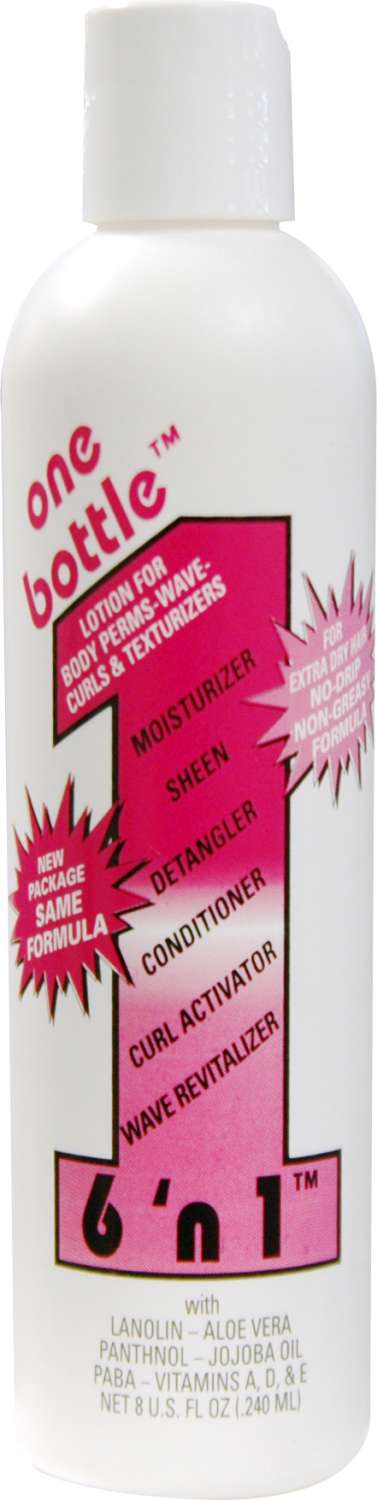 one
bottle™
LOTION FOR
BODY PERMS-WAVE-
CURLS & TEXTURIZERS
FOR
EXTRA DRY HAIR
NO-DRIP
NON-GREASY
FORMULA
MOISTURIZER
SHEEN
DETANGLER
CONDITIONER
CURL ACTIVATOR
WAVE REVITALIZER
NEW
PACKAGE
SAME
FORMULA
6 'n 1™
with
LANOLIN – ALOE VERA
PANTHNOL – JOJOBA OIL
PABA – VITAMINS A, D, & E
NET 8 U.S. FL OZ (.240 ML)